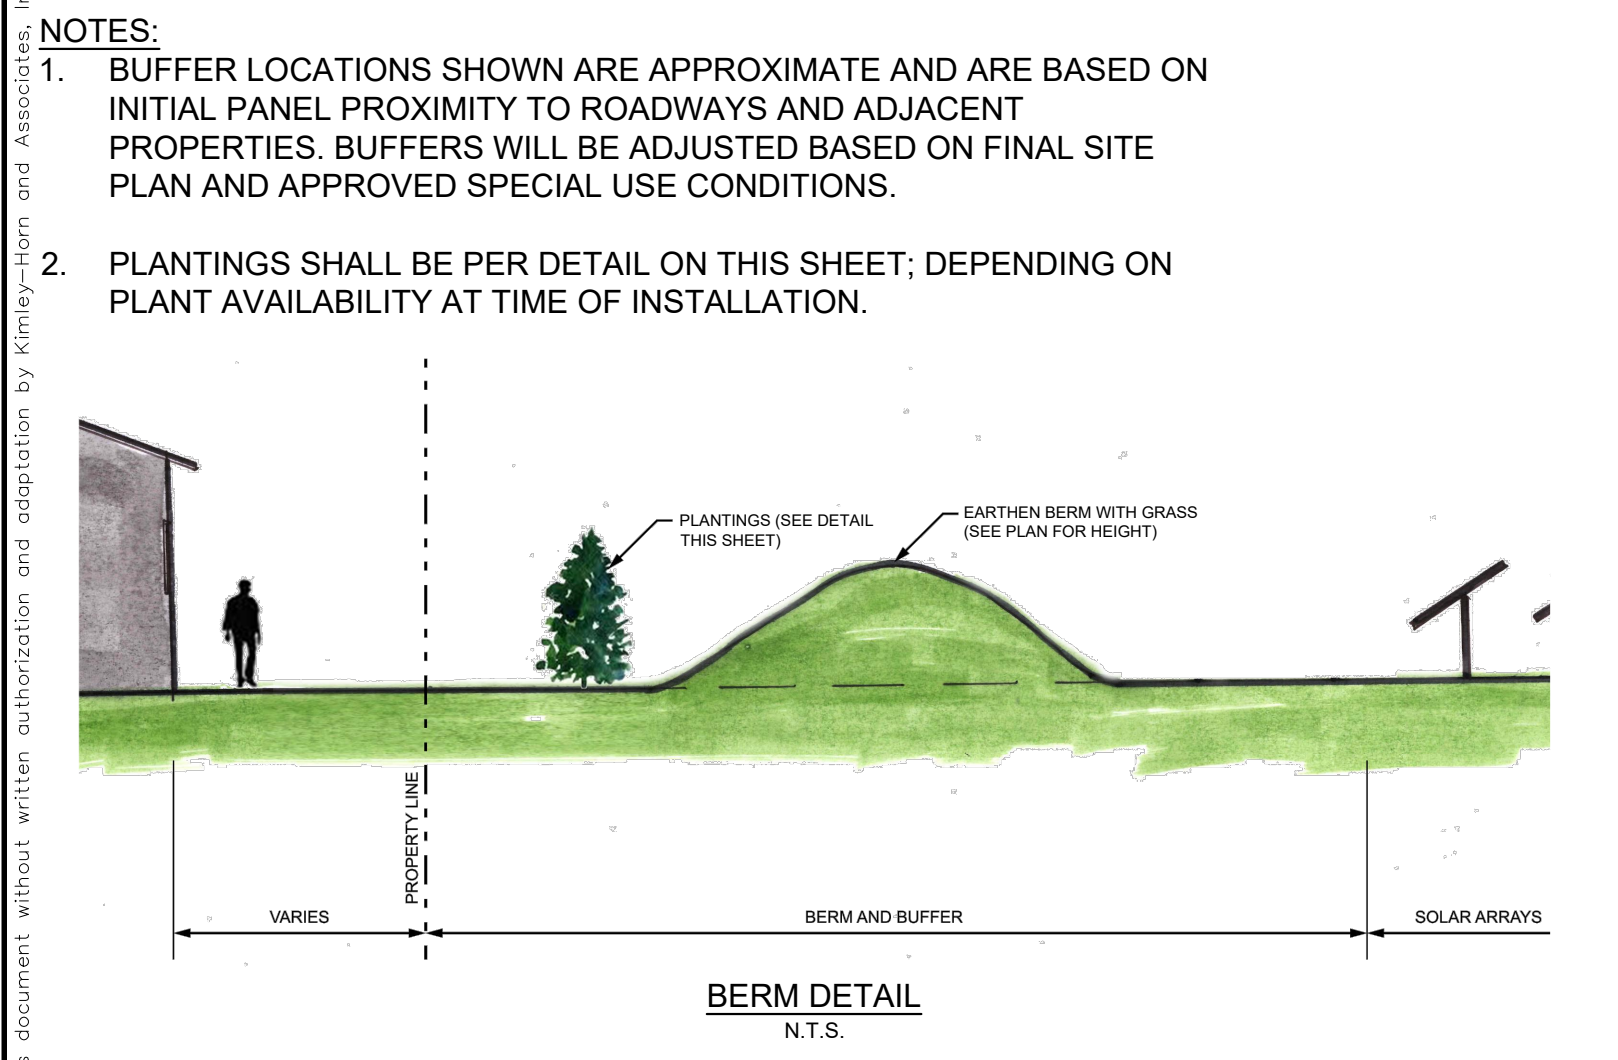 NOTES:
1. BUFFER LOCATIONS SHOWN ARE APPROXIMATE AND ARE BASED ON
INITIAL PANEL PROXIMITY TO ROADWAYS AND ADJACENT
PROPERTIES. BUFFERS WILL BE ADJUSTED BASED ON FINAL SITE
PLAN AND APPROVED SPECIAL USE CONDITIONS.
2. PLANTINGS SHALL BE PER DETAIL ON THIS SHEET; DEPENDING ON
PLANT AVAILABILITY AT TIME OF INSTALLATION.
PLANTINGS (SEE DETAIL
THIS SHEET)
EARTHEN BERM WITH GRASS
(SEE PLAN FOR HEIGHT)
PROPERTY LINE
VARIES
BERM AND BUFFER
SOLAR ARRAYS
BERM DETAIL
N.T.S.
document without written authorization and adaptation by Kimley-Horn and Associates,